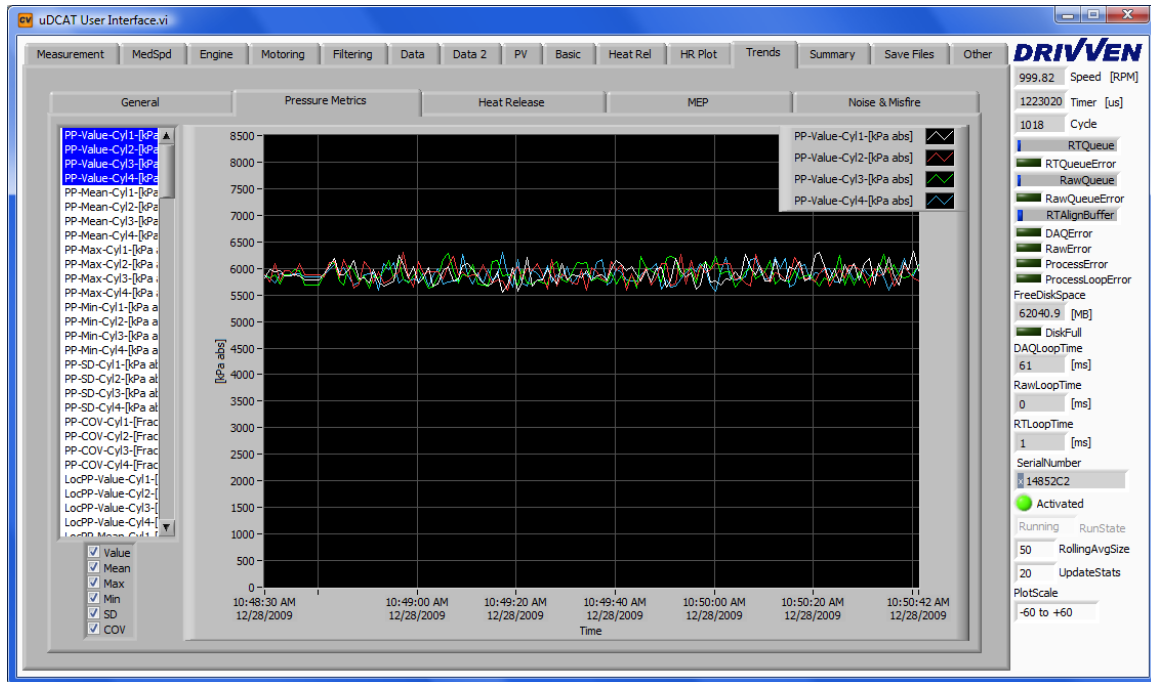 uDCAT User Interface.vi
Measurement MedSpd Engine Motoring Filtering Data Data 2 PV Basic Heat Rel HR Plot Trends Summary Save Files Other
General Pressure Metrics Heat Release MEP Noise & Misfire
PP-Value-Cyl1-[kPa
PP-Value-Cyl2-[kPa
PP-Value-Cyl3-[kPa
PP-Value-Cyl4-[kPa
PP-Mean-Cyl1-[kPa
PP-Mean-Cyl2-[kPa
PP-Mean-Cyl3-[kPa
PP-Mean-Cyl4-[kPa
PP-Max-Cyl1-[kPa
PP-Max-Cyl2-[kPa
PP-Max-Cyl3-[kPa
PP-Max-Cyl4-[kPa
PP-Min-Cyl1-[kPa a
PP-Min-Cyl2-[kPa a
PP-Min-Cyl3-[kPa a
PP-Min-Cyl4-[kPa a
PP-SD-Cyl1-[kPa ab
PP-SD-Cyl2-[kPa ab
PP-SD-Cyl3-[kPa ab
PP-SD-Cyl4-[kPa ab
PP-COV-Cyl1-[Frac
PP-COV-Cyl2-[Frac
PP-COV-Cyl3-[Frac
PP-COV-Cyl4-[Frac
LocPP-Value-Cyl1-[
LocPP-Value-Cyl2-[
LocPP-Value-Cyl3-[
LocPP-Value-Cyl4-[
LocPP-Mean-Cyl1-[
Value
Mean
Max
Min
SD
COV
8500
8000
7500
7000
6500
6000
5500
5000
4500
4000
3500
3000
2500
2000
1500
1000
500
0
[kPa abs]
PP-Value-Cyl1-[kPa abs]
PP-Value-Cyl2-[kPa abs]
PP-Value-Cyl3-[kPa abs]
PP-Value-Cyl4-[kPa abs]
10:48:30 AM 10:49:00 AM 10:49:20 AM 10:49:40 AM 10:50:00 AM 10:50:20 AM 10:50:42 AM
12/28/2009 12/28/2009 12/28/2009 12/28/2009 12/28/2009 12/28/2009 12/28/2009
Time
DRIVVEN
999.82 Speed [RPM]
1223020 Timer [us]
1018 Cycle
RTQueue
RTQueueError
RawQueue
RawQueueError
RTAlignBuffer
DAQError
RawError
ProcessError
ProcessLoopError
FreeDiskSpace
62040.9 [MB]
DiskFull
DAQLoopTime
61 [ms]
RawLoopTime
0 [ms]
RTLoopTime
1 [ms]
SerialNumber
x 14852C2
Activated
Running RunState
50 RollingAvgSize
20 UpdateStats
PlotScale
-60 to +60